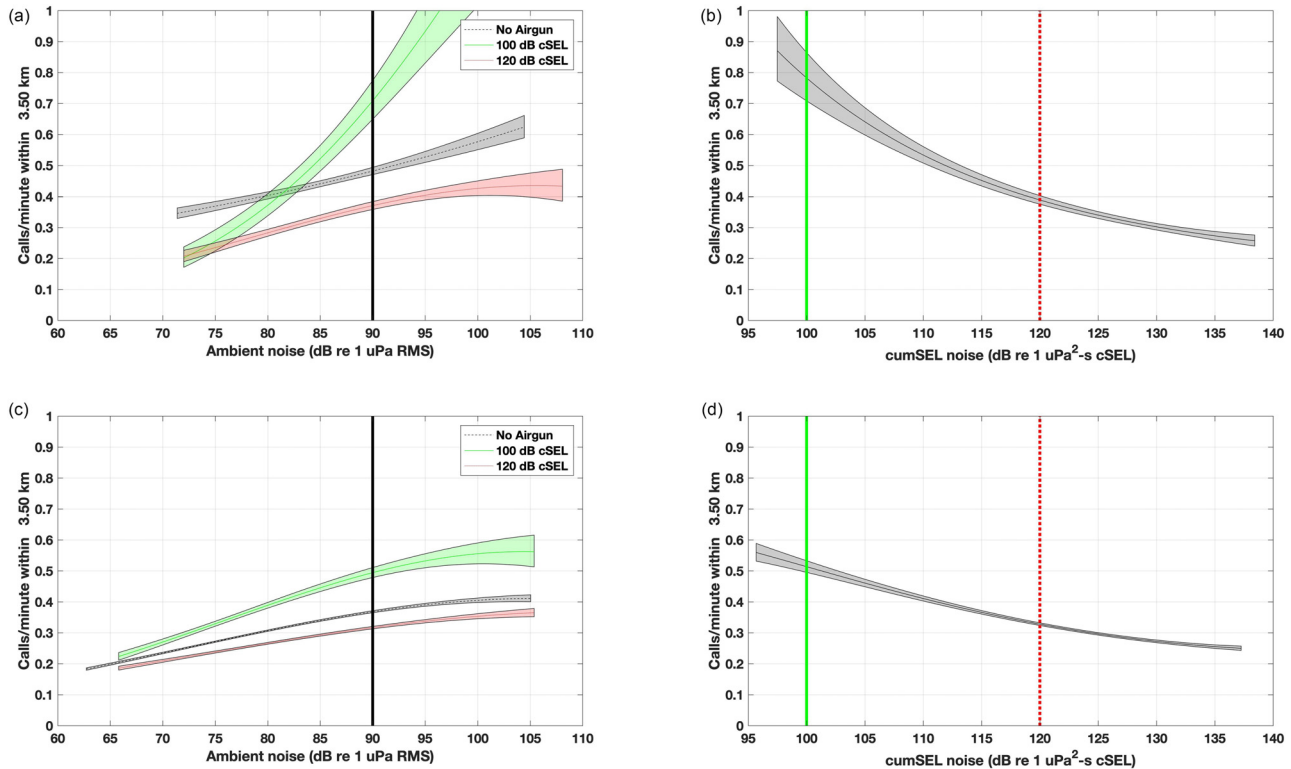 (a)
1
0.9
0.8
0.7
0.6
0.5
0.4
0.3
0.2
0.1
0
Calls/minute within 3.50 km
No Airgun
100 dB cSEL
120 dB cSEL
60 65 70 75 80 85 90 95 100 105 110
Ambient noise (dB re 1 uPa RMS)
(b)
1
0.9
0.8
0.7
0.6
0.5
0.4
0.3
0.2
0.1
0
Calls/minute within 3.50 km
95 100 105 110 115 120 125 130 135 140
cumSEL noise (dB re 1 uPa²-s cSEL)
(c)
1
0.9
0.8
0.7
0.6
0.5
0.4
0.3
0.2
0.1
0
Calls/minute within 3.50 km
No Airgun
100 dB cSEL
120 dB cSEL
60 65 70 75 80 85 90 95 100 105 110
Ambient noise (dB re 1 uPa RMS)
(d)
1
0.9
0.8
0.7
0.6
0.5
0.4
0.3
0.2
0.1
0
Calls/minute within 3.50 km
95 100 105 110 115 120 125 130 135 140
cumSEL noise (dB re 1 uPa²-s cSEL)